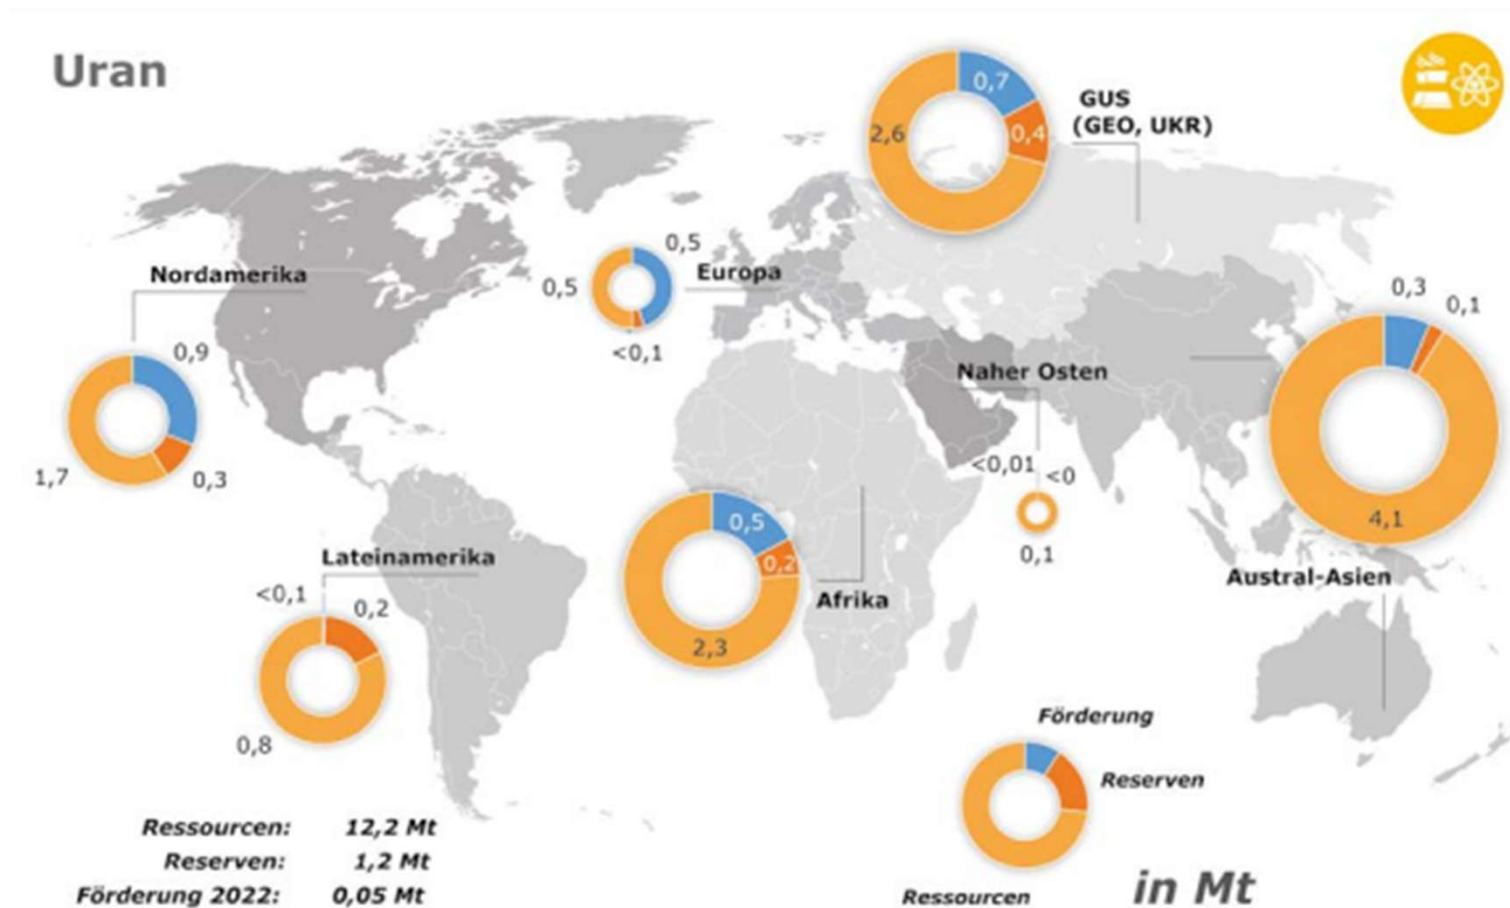 Uran
0,7
0,4
2,6
GUS
(GEO, UKR)
0,5
Europa
0,5
<0,1
Nordamerika
0,9
1,7
0,3
0,3
0,1
4,1
Austral-Asien
Naher Osten
<0,01
<0
0,1
0,5
0,2
2,3
Afrika
Lateinamerika
<0,1
0,2
0,8
Förderung
Reserven
Ressourcen
in Mt
Ressourcen: 12,2 Mt
Reserven: 1,2 Mt
Förderung 2022: 0,05 Mt